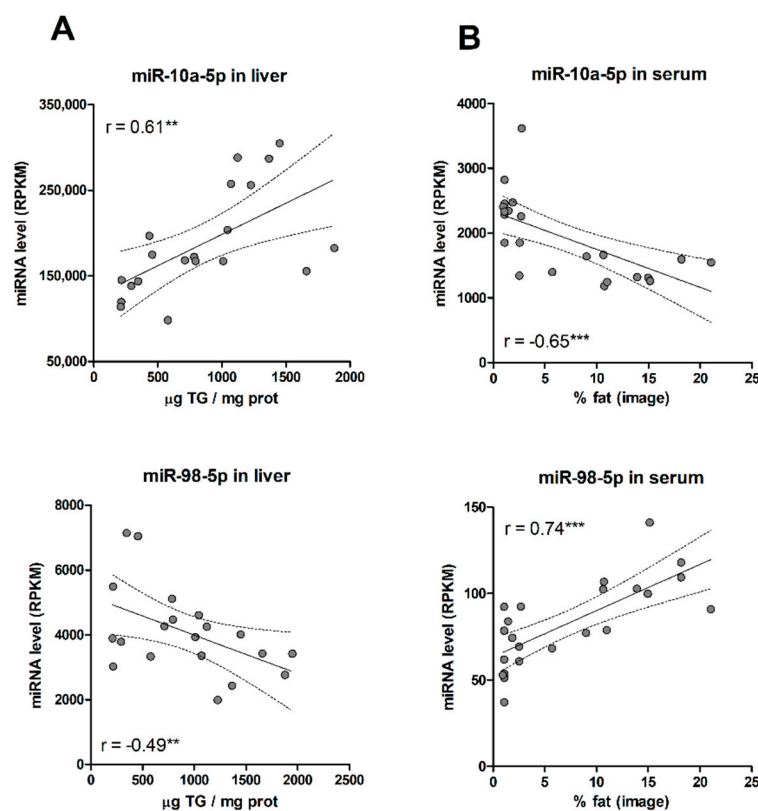 A
B
miR-10a-5p in liver
miR-10a-5p in serum
350,000
250,000
150,000
50,000
miRNA level (RPKM)
r = 0.61**
0
500
1000
1500
2000
µg TG / mg prot
4000
3000
2000
1000
0
miRNA level (RPKM)
r = -0.65***
0
5
10
15
20
25
% fat (image)
miR-98-5p in liver
miR-98-5p in serum
8000
6000
4000
2000
0
miRNA level (RPKM)
r = -0.49**
0
500
1000
1500
2000
2500
µg TG / mg prot
150
100
50
0
miRNA level (RPKM)
r = 0.74***
0
5
10
15
20
25
% fat (image)